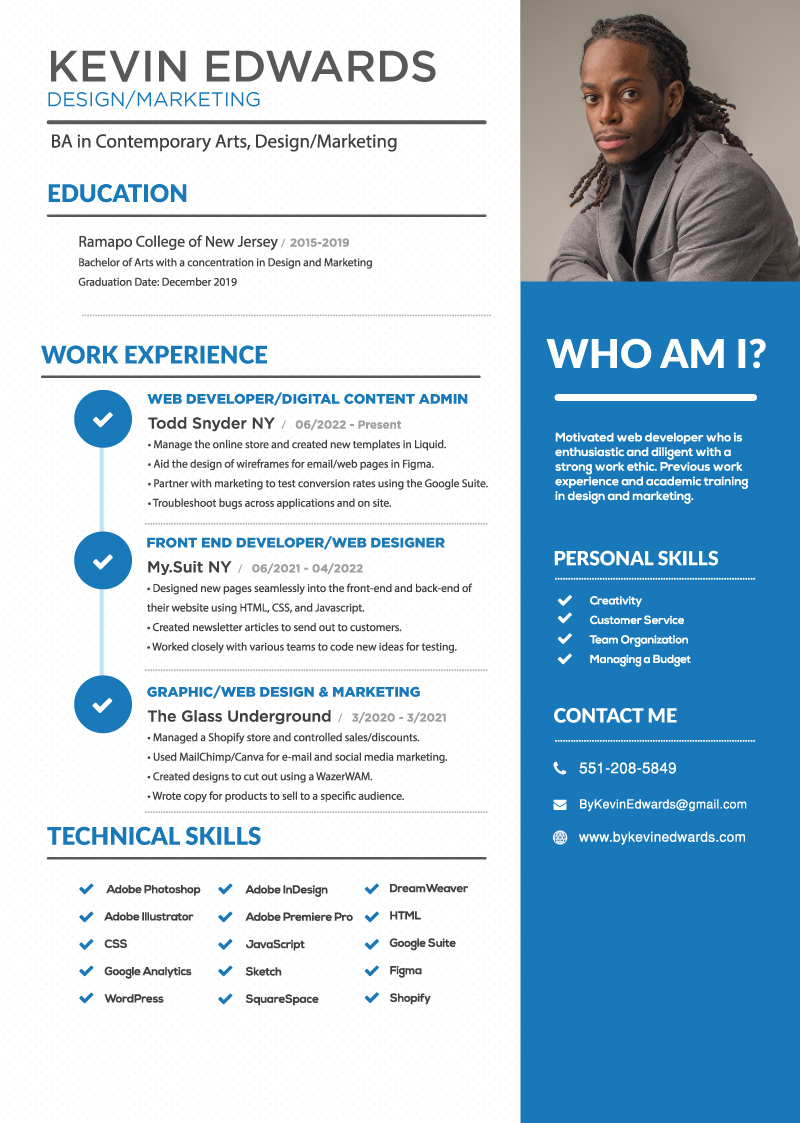 KEVIN EDWARDS
DESIGN/MARKETING
BA in Contemporary Arts, Design/Marketing
EDUCATION
Ramapo College of New Jersey / 2015-2019
Bachelor of Arts with a concentration in Design and Marketing
Graduation Date: December 2019
WORK EXPERIENCE
WEB DEVELOPER/DIGITAL CONTENT ADMIN
Todd Snyder NY / 06/2022 - Present
• Manage the online store and created new templates in Liquid.
• Aid the design of wireframes for email/web pages in Figma.
• Partner with marketing to test conversion rates using the Google Suite.
• Troubleshoot bugs across applications and on site.
FRONT END DEVELOPER/WEB DESIGNER
My.Suit NY / 06/2021 - 04/2022
• Designed new pages seamlessly into the front-end and back-end of
their website using HTML, CSS, and Javascript.
• Created newsletter articles to send out to customers.
• Worked closely with various teams to code new ideas for testing.
GRAPHIC/WEB DESIGN & MARKETING
The Glass Underground / 3/2020 - 3/2021
• Managed a Shopify store and controlled sales/discounts.
• Used MailChimp/Canva for e-mail and social media marketing.
• Created designs to cut out using a WazerWAM.
• Wrote copy for products to sell to a specific audience.
TECHNICAL SKILLS
Adobe Photoshop Adobe InDesign DreamWeaver
Adobe Illustrator Adobe Premiere Pro HTML
CSS JavaScript Google Suite
Google Analytics Sketch Figma
WordPress SquareSpace Shopify
WHO AM I?
Motivated web developer who is
enthusiastic and diligent with a
strong work ethic. Previous work
experience and academic training
in design and marketing.
PERSONAL SKILLS
Creativity
Customer Service
Team Organization
Managing a Budget
CONTACT ME
551-208-5849
ByKevinEdwards@gmail.com
www.bykevinedwards.com